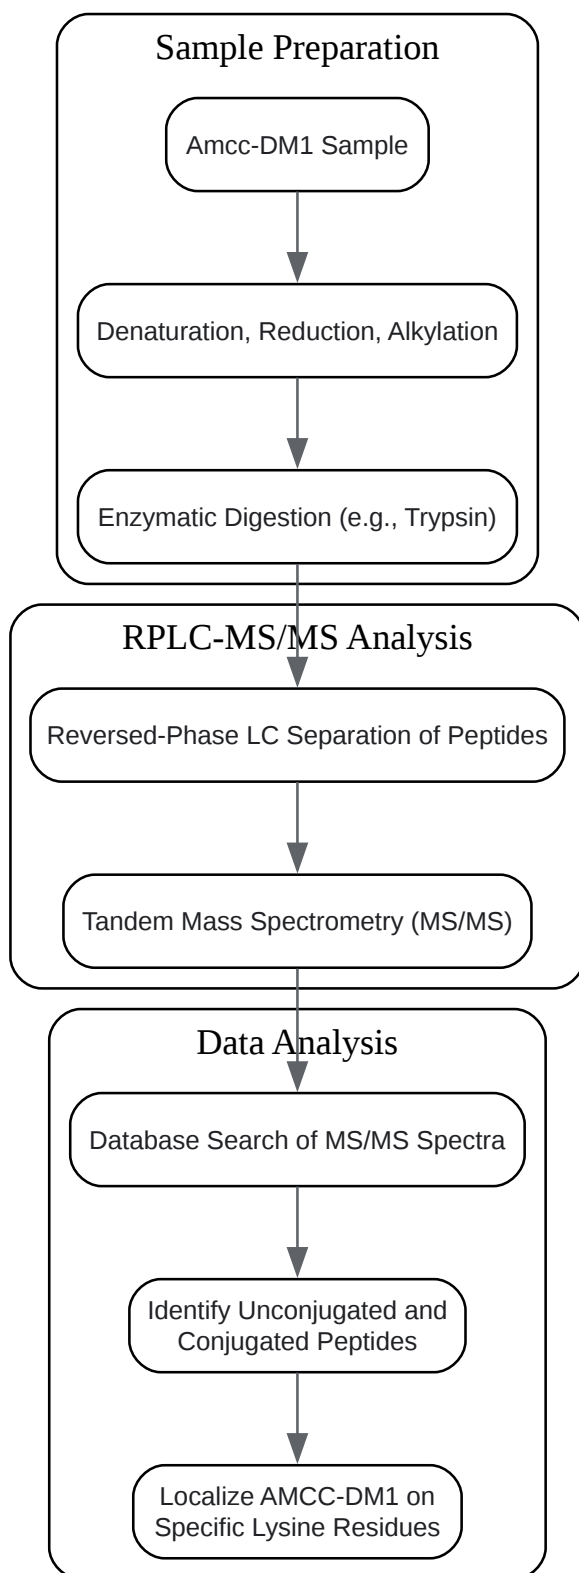 Sample Preparation
Amcc-DM1 Sample
Denaturation, Reduction, Alkylation
Enzymatic Digestion (e.g., Trypsin)
RPLC-MS/MS Analysis
Reversed-Phase LC Separation of Peptides
Tandem Mass Spectrometry (MS/MS)
Data Analysis
Database Search of MS/MS Spectra
Identify Unconjugated and
Conjugated Peptides
Localize AMCC-DM1 on
Specific Lysine Residues